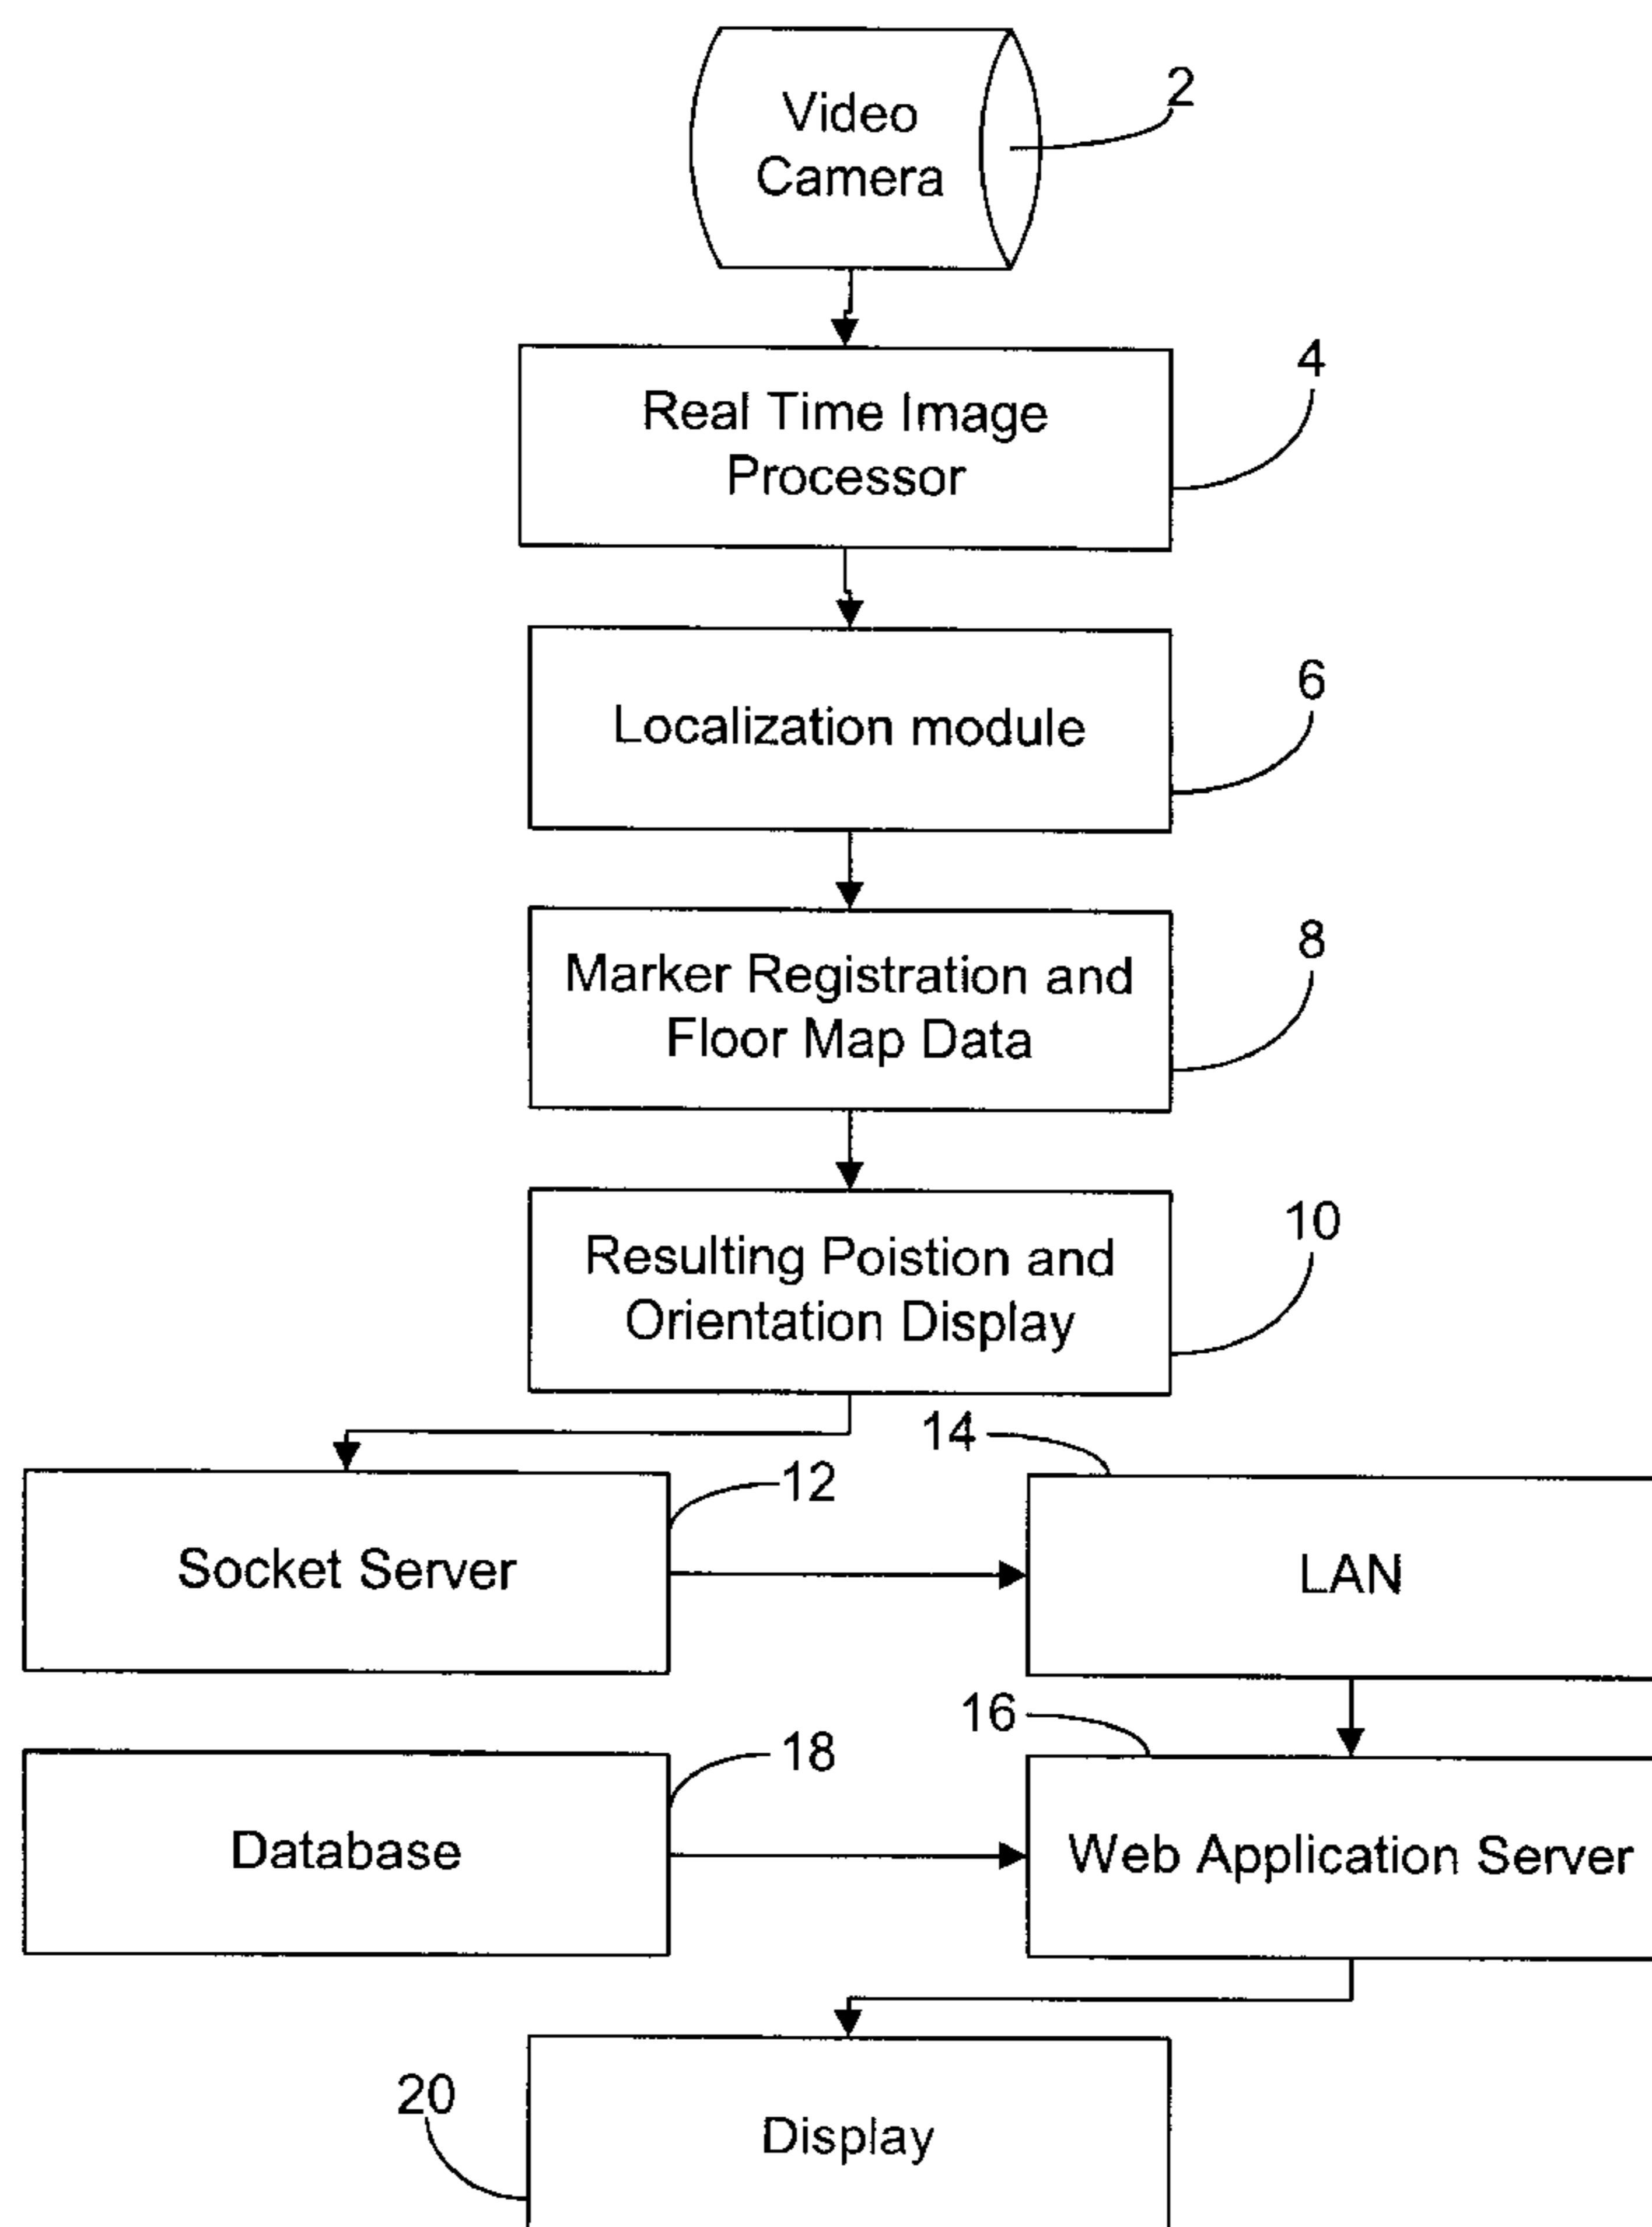 Video
Camera
2
Real Time Image
Processor
4
Localization module
6
Marker Registration and
Floor Map Data
8
Resulting Poistion and
Orientation Display
10
14
12
Socket Server
LAN
16
18
Database
Web Application Server
20
Display